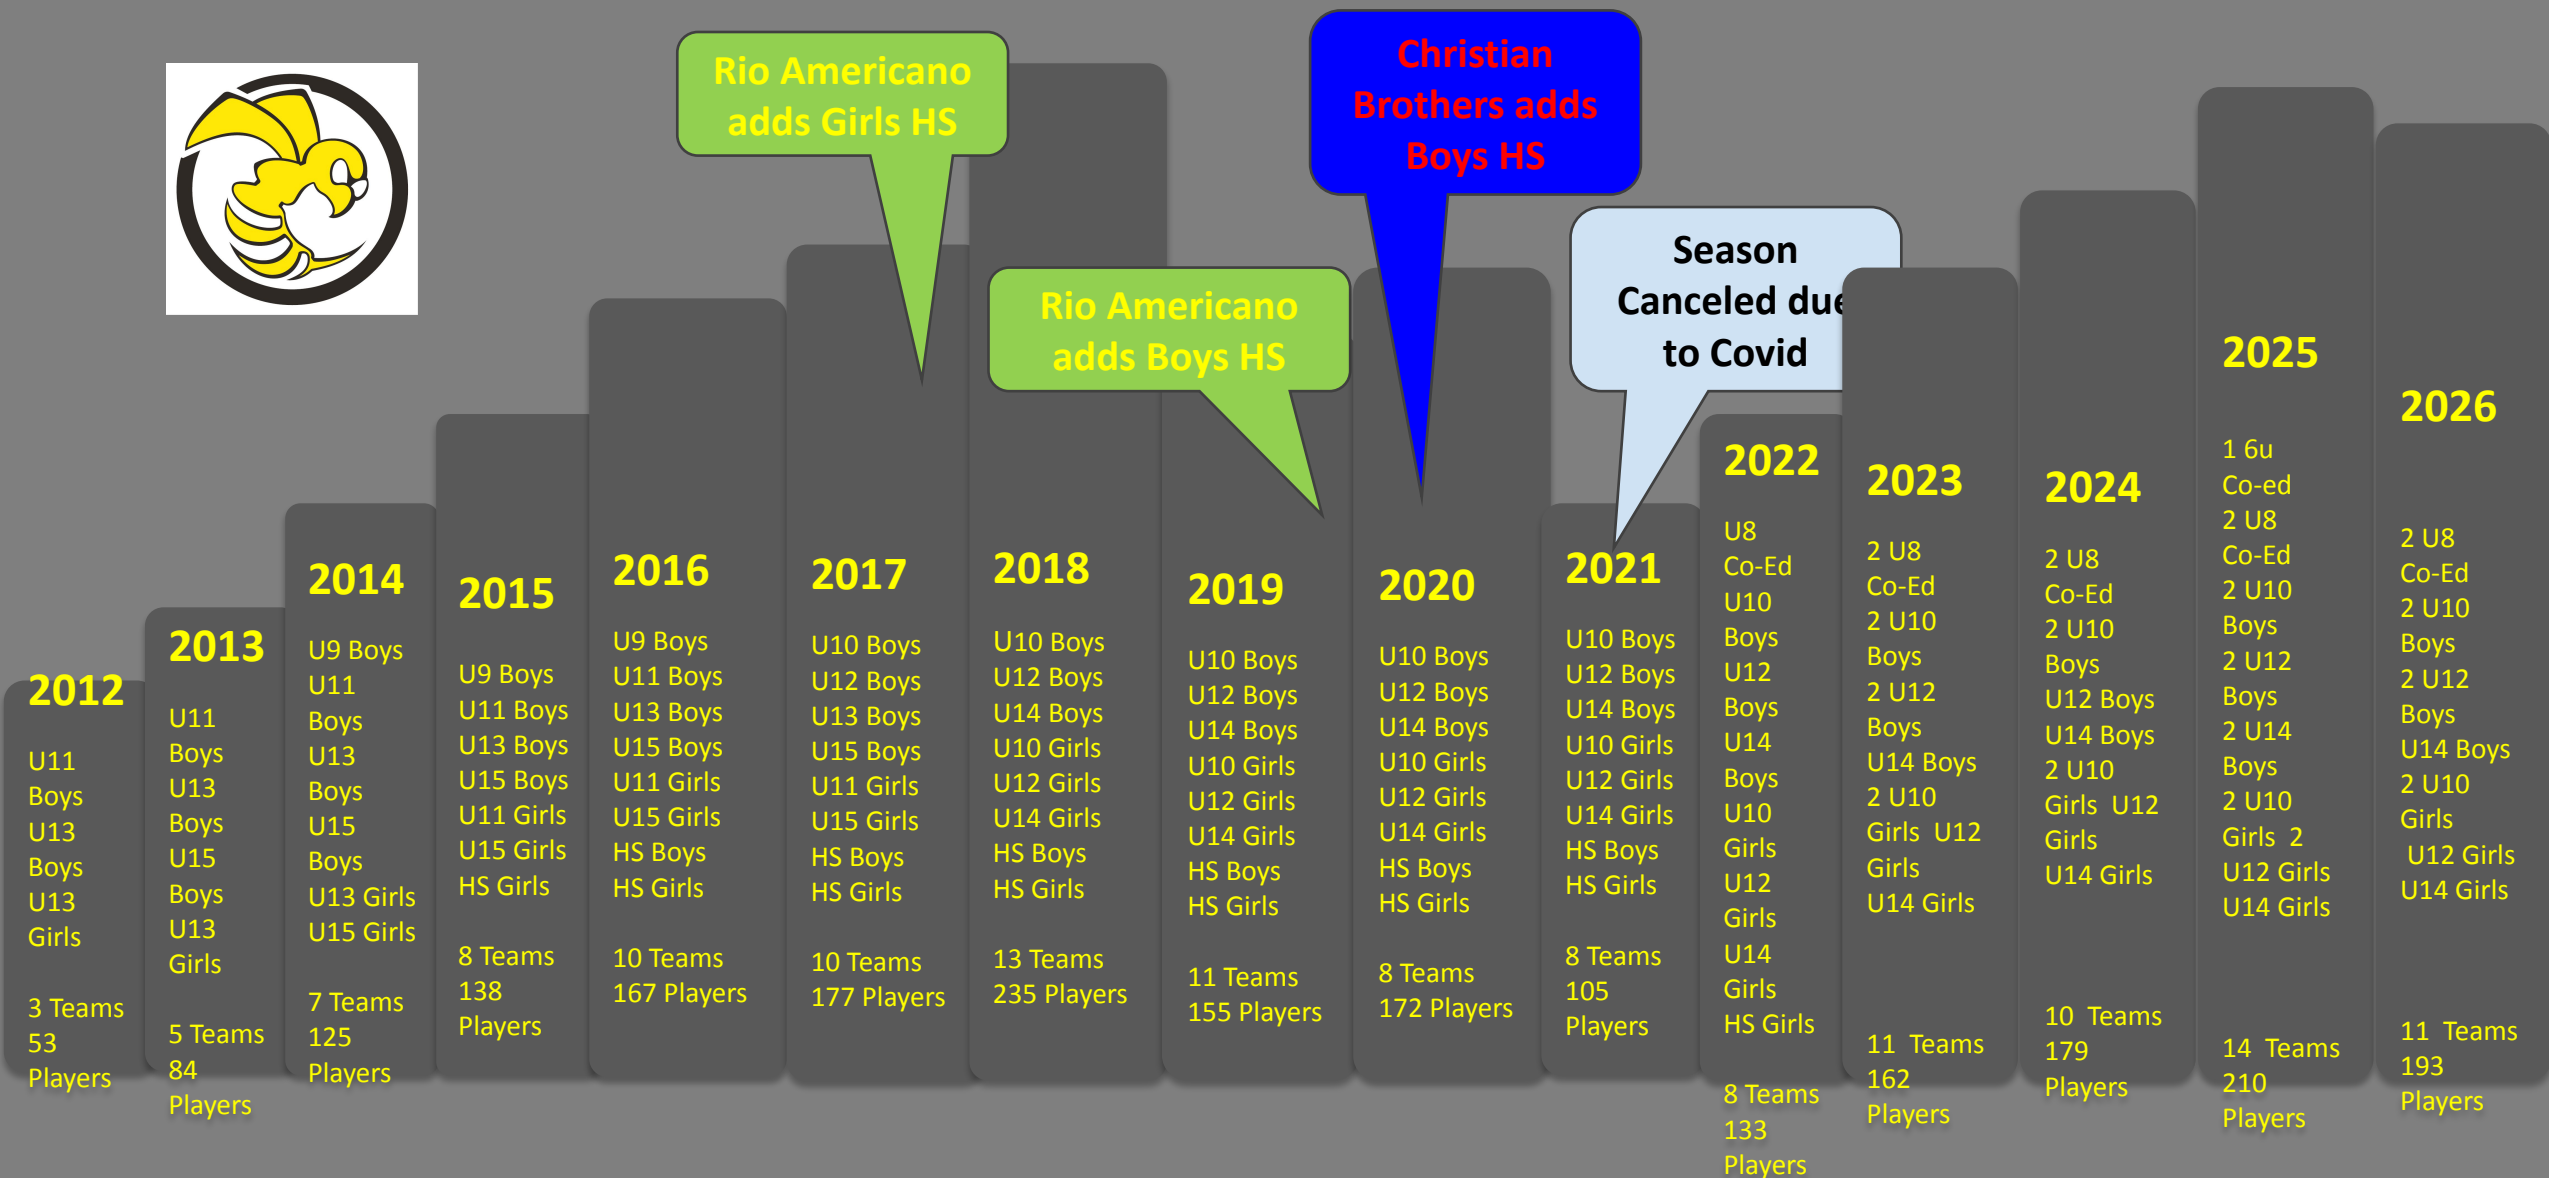 Rio Americano
adds Girls HS
Christian
Brothers adds
Boys HS
Rio Americano
adds Boys HS
Season
Canceled due
to Covid
2012
U11
Boys
U13
Boys
U13
Girls
3 Teams
53
Players
2013
U11
Boys
U13
Boys
U15
Boys
U13
Girls
5 Teams
84
Players
2014
U9 Boys
U11
Boys
U13
Boys
U15
Boys
U13 Girls
U15 Girls
7 Teams
125
Players
2015
U9 Boys
U11 Boys
U13 Boys
U15 Boys
U11 Girls
U15 Girls
HS Girls
8 Teams
138
Players
2016
U9 Boys
U11 Boys
U13 Boys
U15 Boys
U11 Girls
U15 Girls
HS Boys
HS Girls
10 Teams
167 Players
2017
U10 Boys
U12 Boys
U13 Boys
U15 Boys
U11 Girls
U15 Girls
HS Boys
HS Girls
10 Teams
177 Players
2018
U10 Boys
U12 Boys
U14 Boys
U10 Girls
U12 Girls
U14 Girls
HS Boys
HS Girls
13 Teams
235 Players
2019
U10 Boys
U12 Boys
U14 Boys
U10 Girls
U12 Girls
U14 Girls
HS Boys
HS Girls
11 Teams
155 Players
2020
U10 Boys
U12 Boys
U14 Boys
U10 Girls
U12 Girls
U14 Girls
HS Boys
HS Girls
8 Teams
172 Players
2021
U10 Boys
U12 Boys
U14 Boys
U10 Girls
U12 Girls
U14 Girls
HS Boys
HS Girls
8 Teams
105
Players
2022
U8
Co-Ed
U10
Boys
U12
Boys
U14
Boys
U10
Girls
U12
Girls
U14
Girls
HS Girls
8 Teams
133
Players
2023
2 U8
Co-Ed
2 U10
Boys
2 U12
Boys
U14 Boys
2 U10
Girls U12
Girls
U14 Girls
11 Teams
162
Players
2024
2 U8
Co-Ed
2 U10
Boys
U12 Boys
U14 Boys
2 U10
Girls U12
Girls
U14 Girls
10 Teams
179
Players
2025
1 6u
Co-ed
2 U8
Co-Ed
2 U10
Boys
2 U12
Boys
2 U14
Boys
2 U10
Girls 2
U12 Girls
U14 Girls
14 Teams
210
Players
2026
2 U8
Co-Ed
2 U10
Boys
2 U12
Boys
U14 Boys
2 U10
Girls
U12 Girls
U14 Girls
11 Teams
193
Players